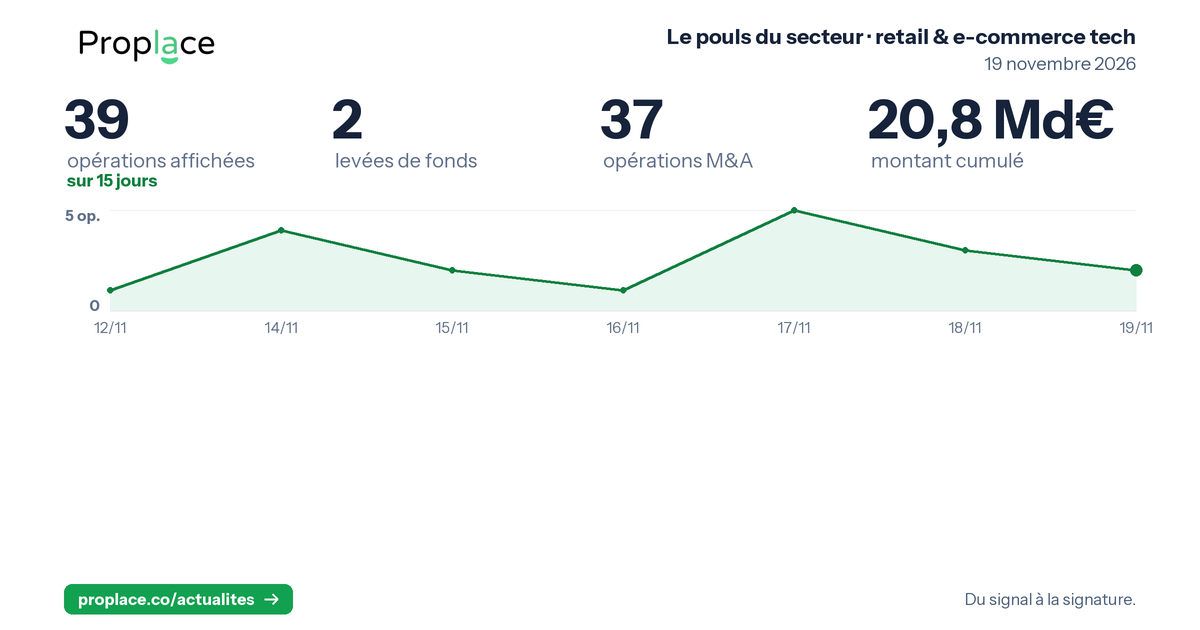 Proplace
Le pouls du secteur · retail & e-commerce tech
19 novembre 2026
39
opérations affichées
sur 15 jours
2
levées de fonds
37
opérations M&A
20,8 Md€
montant cumulé
5 op.
0
12/11
14/11
15/11
16/11
17/11
18/11
19/11
proplace.co/actualites →
Du signal à la signature.